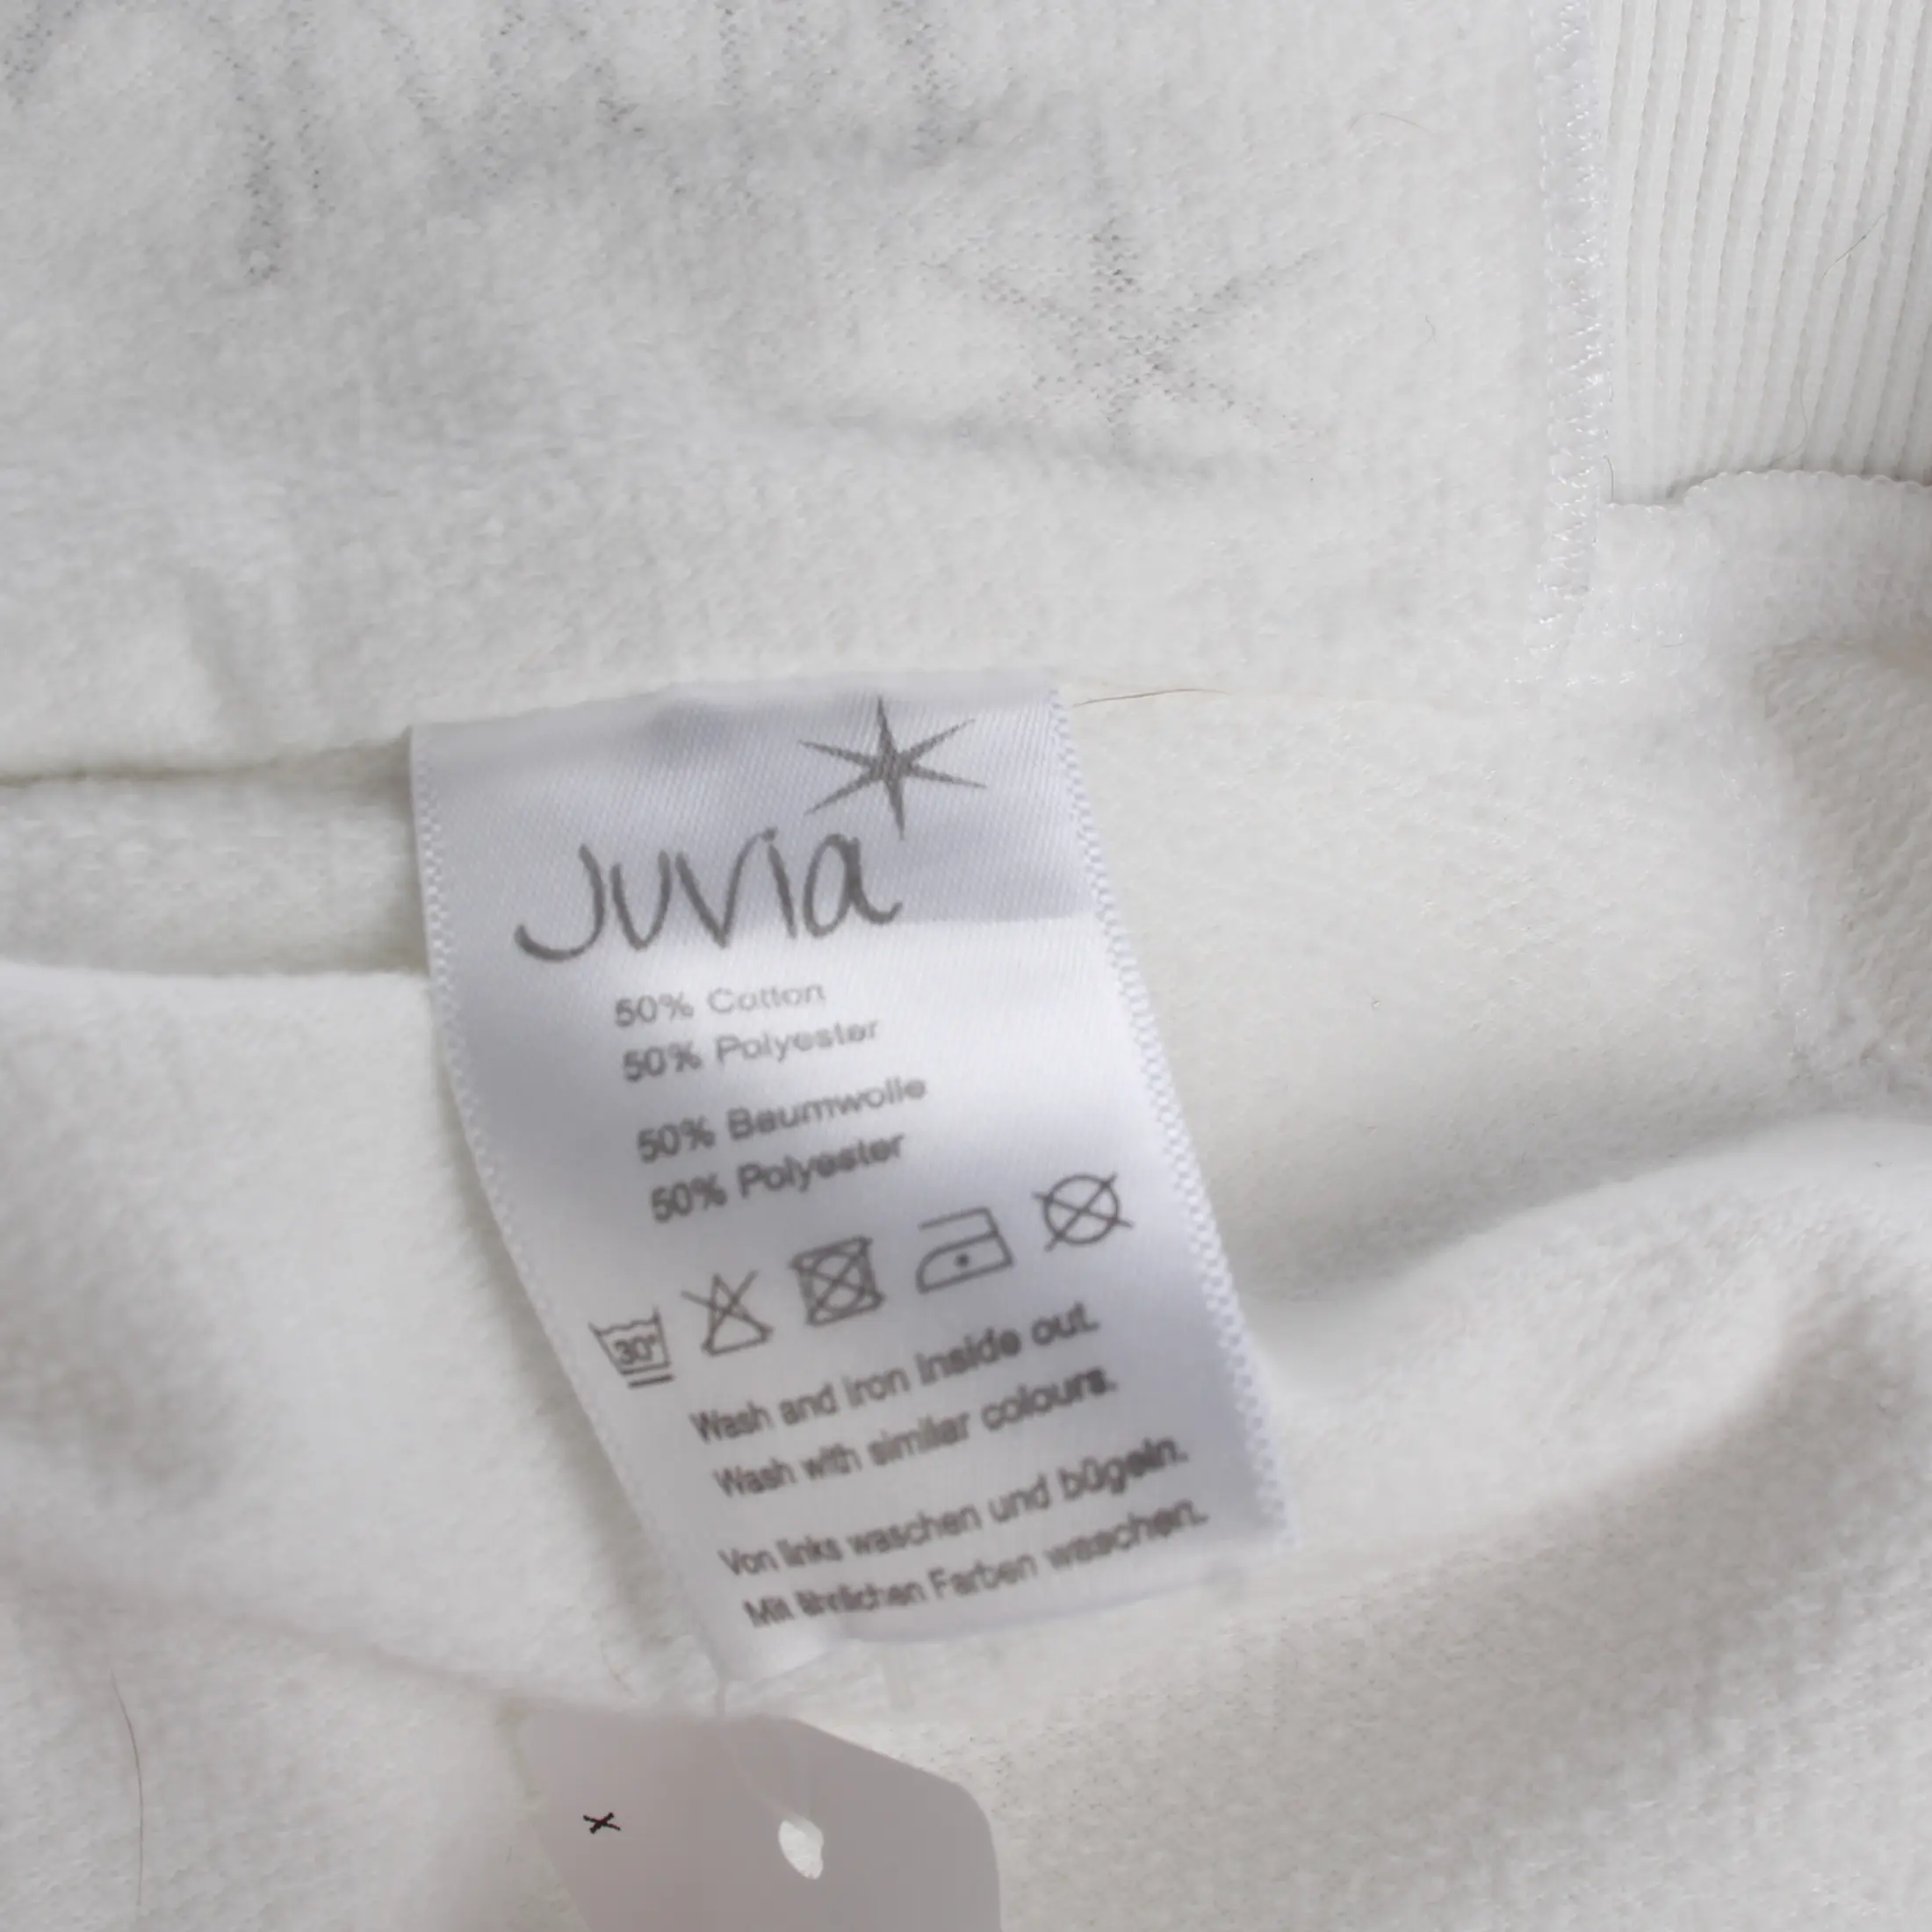 Juvia
50% Cotton
50% Polyester
50% Baumwolle
50% Polyester
30°
Wash and iron inside out.
Wash with similar colours.
Von links waschen und bügeln.
Mit ähnlichen Farben waschen.